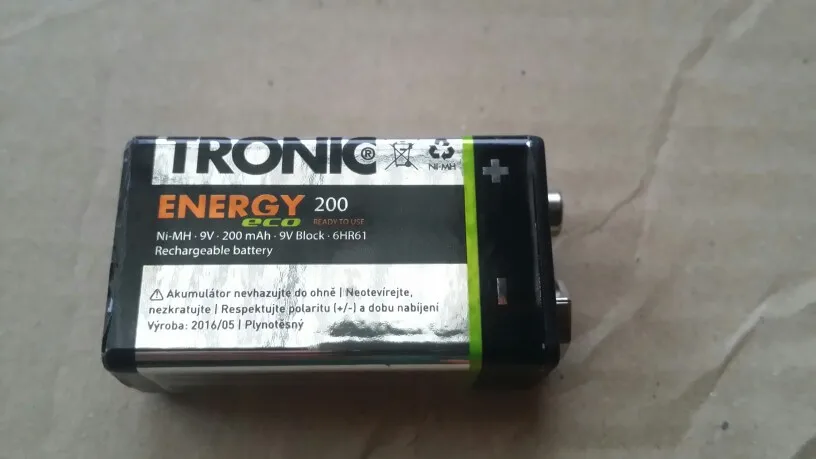 TRONIC®
NI-MH
ENERGY 200
eco READY TO USE
Ni-MH · 9V · 200 mAh · 9V Block · 6HR61
Rechargeable battery
+
-
Akumulátor nevhazujte do ohně | Neotevírejte,
nezkratujte | Respektujte polaritu (+/-) a dobu nabíjení
Výroba: 2016/05 | Plynotěsný